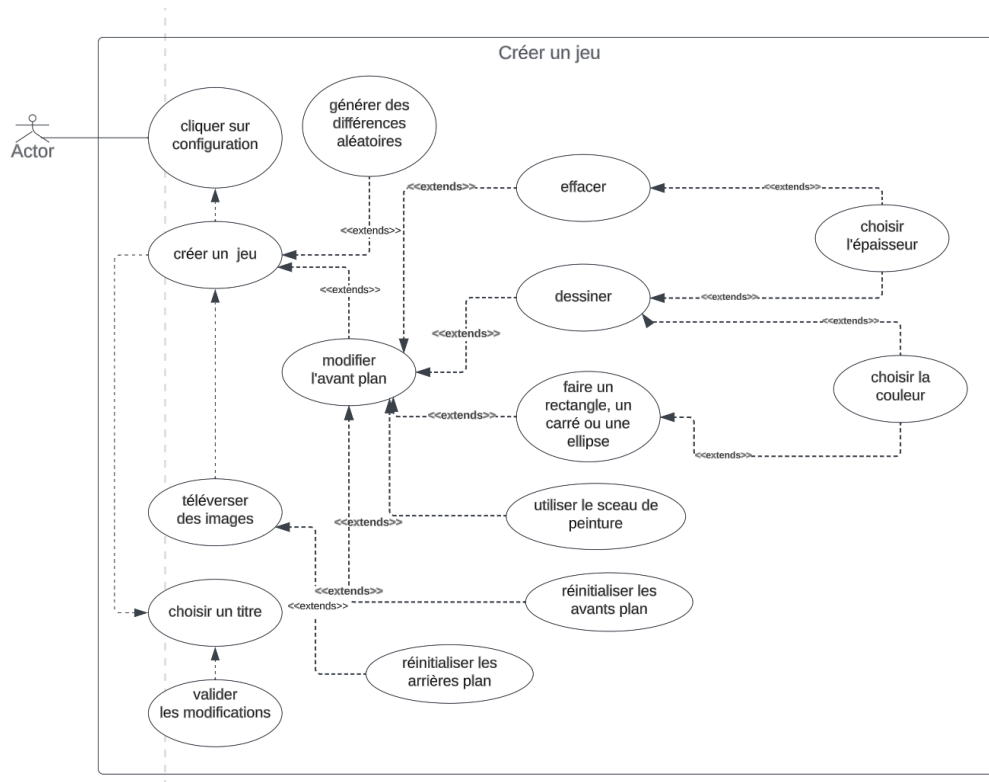 Créer un jeu
Actor
cliquer sur
configuration
générer des
différences
aléatoires
<<extends>>
effacer
<<extends>>
choisir
l'épaisseur
<<extends>>
créer un jeu
<<extends>>
dessiner
<<extends>>
<<extends>>
<<extends>>
modifier
l'avant plan
choisir la
couleur
faire un
rectangle, un
carré ou une
ellipse
<<extends>>
<<extends>>
téléverser
des images
utiliser le sceau de
peinture
<<extends>>
<<extends>>
réinitialiser les
avants plan
<<extends>>
choisir un titre
réinitialiser les
arrières plan
valider
les modifications